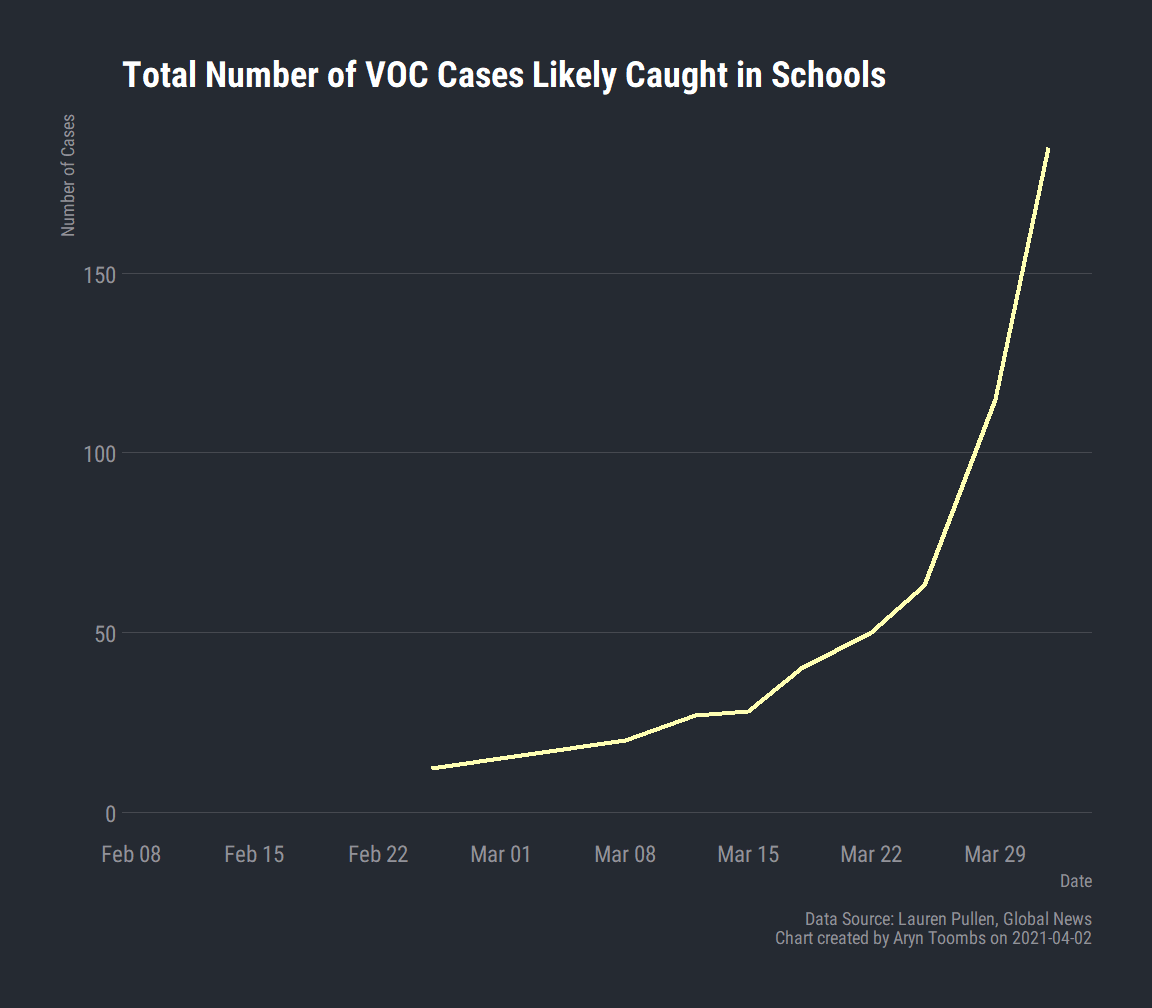 Total Number of VOC Cases Likely Caught in Schools
Number of Cases
150
100
50
0
Feb 08
Feb 15
Feb 22
Mar 01
Mar 08
Mar 15
Mar 22
Mar 29
Date
Data Source: Lauren Pullen, Global News
Chart created by Aryn Toombs on 2021-04-02